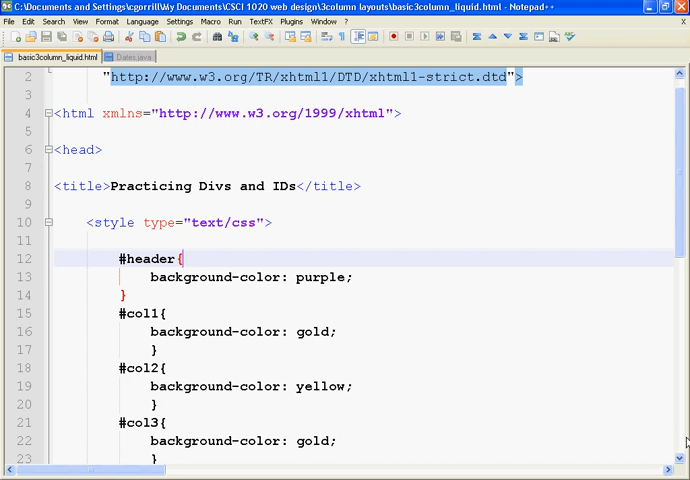 C:\Documents and Settings\cgorrill\My Documents\CSCI 1020 web design\3column layouts\basic3column_liquid.html - Notepad++
File Edit Search View Format Language Settings Macro Run TextFX Plugins Window ? X
basic3column_liquid.html Dates.java
2 "http://www.w3.org/TR/xhtml1/DTD/xhtml1-strict.dtd">
3
4 <html xmlns="http://www.w3.org/1999/xhtml">
5
6 <head>
7
8 <title>Practicing Divs and IDs</title>
9
10 <style type="text/css">
11
12 #header{
13 background-color: purple;
14 }
15 #col1{
16 background-color: gold;
17 }
18 #col2{
19 background-color: yellow;
20 }
21 #col3{
22 background-color: gold;
23 }